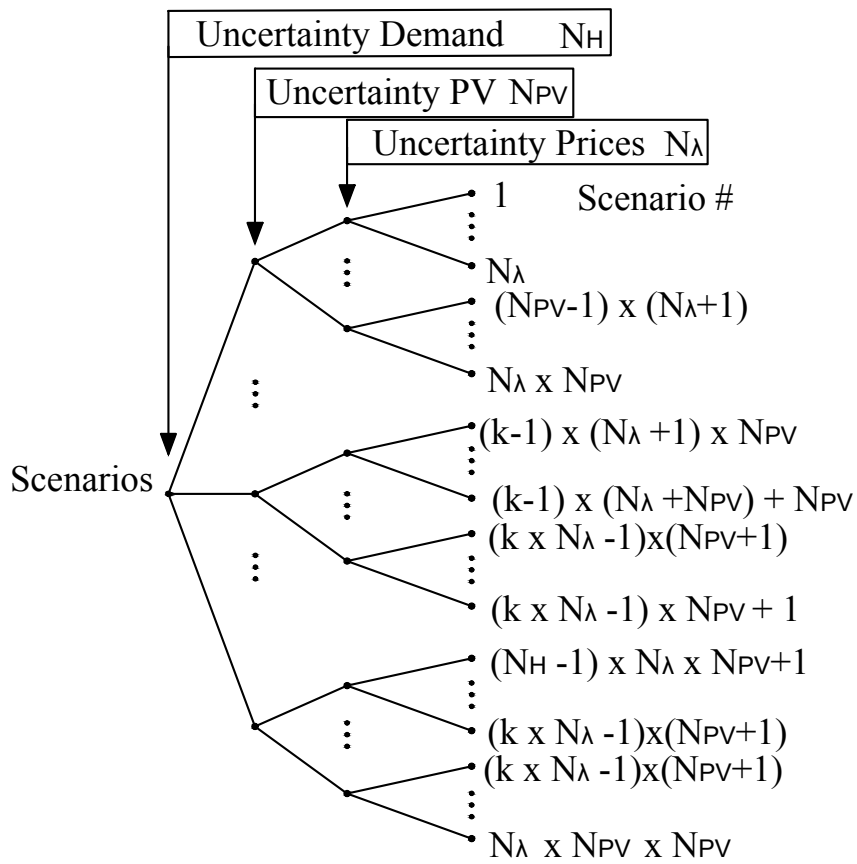 Uncertainty Demand NH
Uncertainty PV NPV
Uncertainty Prices Nλ
1 Scenario #
Nλ
(NPV-1) x (Nλ+1)
Nλ x NPV
(k-1) x (Nλ +1) x NPV
Scenarios
(k-1) x (Nλ +NPV) + NPV
(k x Nλ -1)x(NPV+1)
(k x Nλ -1) x NPV + 1
(NH -1) x Nλ x NPV+1
(k x Nλ -1)x(NPV+1)
(k x Nλ -1)x(NPV+1)
Nλ x NPV x NPV